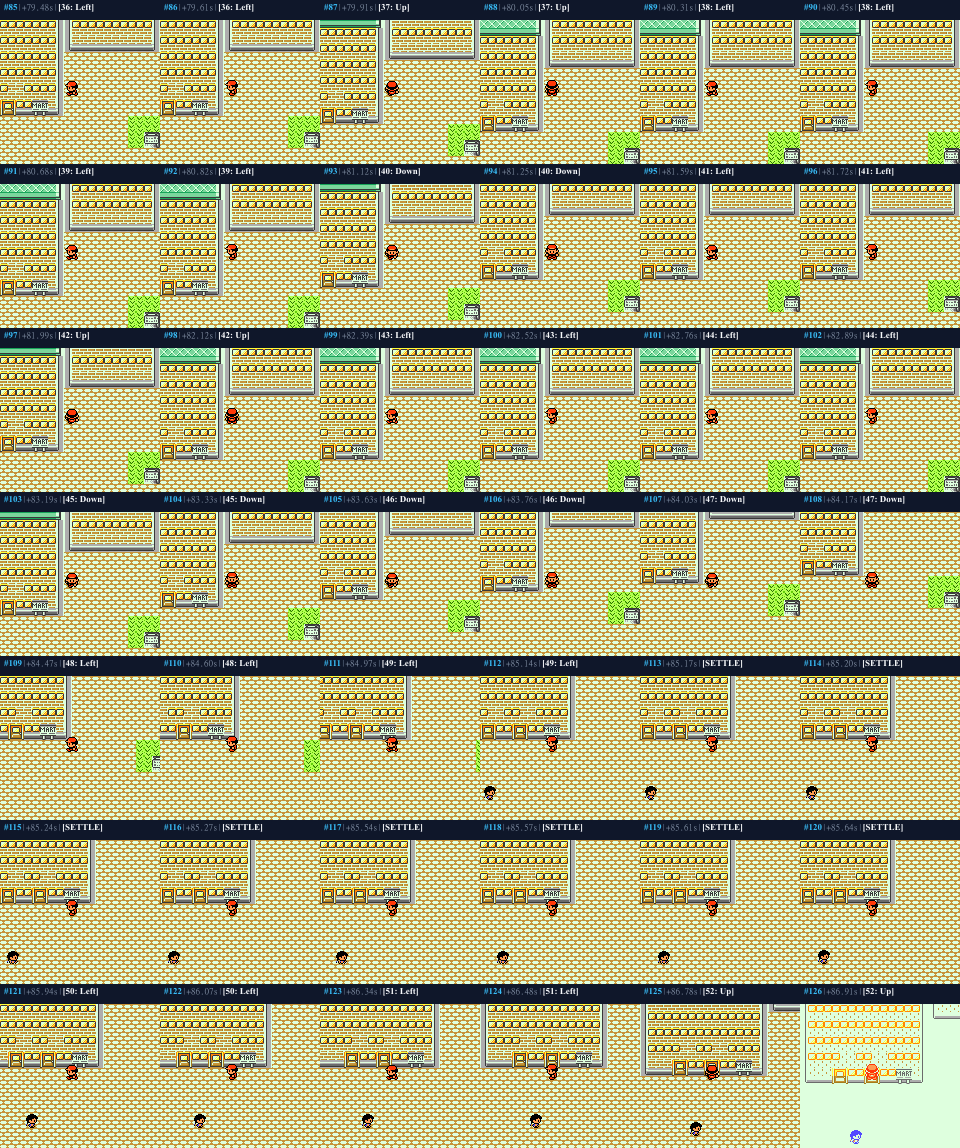 #85|+79.48s|[36: Left] #86|+79.61s|[36: Left] #87|+79.91s|[37: Up] #88|+80.05s|[37: Up] #89|+80.31s|[38: Left] #90|+80.45s|[38: Left]
MART MART MART MART MART MART
#91|+80.68s|[39: Left] #92|+80.82s|[39: Left] #93|+81.12s|[40: Down] #94|+81.25s|[40: Down] #95|+81.59s|[41: Left] #96|+81.72s|[41: Left]
MART MART MART MART MART MART
#97|+81.99s|[42: Up] #98|+82.12s|[42: Up] #99|+82.39s|[43: Left] #100|+82.52s|[43: Left] #101|+82.76s|[44: Left] #102|+82.89s|[44: Left]
MART MART MART MART MART MART
#103|+83.19s|[45: Down] #104|+83.33s|[45: Down] #105|+83.63s|[46: Down] #106|+83.76s|[46: Down] #107|+84.03s|[47: Down] #108|+84.17s|[47: Down]
MART MART MART MART MART MART
#109|+84.47s|[48: Left] #110|+84.60s|[48: Left] #111|+84.97s|[49: Left] #112|+85.14s|[49: Left] #113|+85.17s|[SETTLE] #114|+85.20s|[SETTLE]
MART MART MART MART MART MART
#115|+85.24s|[SETTLE] #116|+85.27s|[SETTLE] #117|+85.54s|[SETTLE] #118|+85.57s|[SETTLE] #119|+85.61s|[SETTLE] #120|+85.64s|[SETTLE]
MART MART MART MART MART MART
#121|+85.94s|[50: Left] #122|+86.07s|[50: Left] #123|+86.34s|[51: Left] #124|+86.48s|[51: Left] #125|+86.78s|[52: Up] #126|+86.91s|[52: Up]
MART MART MART MART MART MART